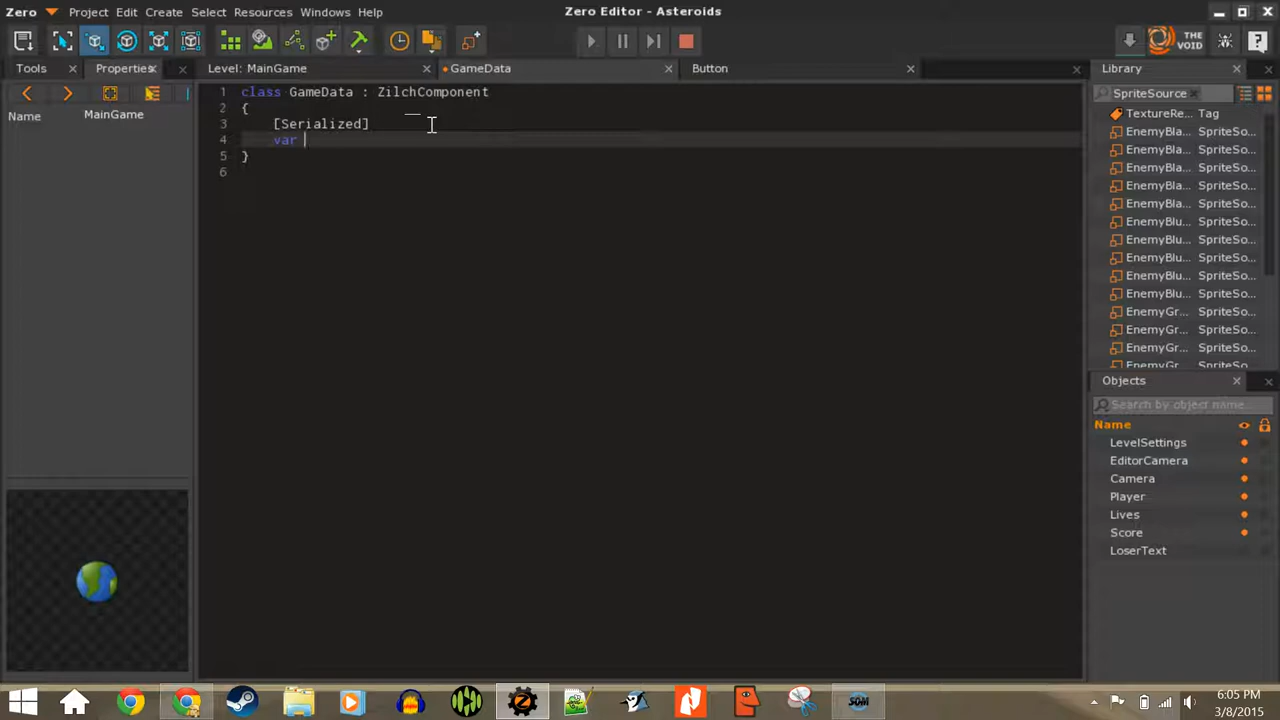 Zero Project Edit Create Select Resources Windows Help
Zero Editor - Asteroids
THE VOID
Tools Properties
Level: MainGame GameData Button
Library
Name MainGame
SpriteSource
TextureRe... Tag
EnemyBla... SpriteSo...
EnemyBla... SpriteSo...
EnemyBla... SpriteSo...
EnemyBla... SpriteSo...
EnemyBla... SpriteSo...
EnemyBlu... SpriteSo...
EnemyBlu... SpriteSo...
EnemyBlu... SpriteSo...
EnemyBlu... SpriteSo...
EnemyBlu... SpriteSo...
EnemyGr... SpriteSo...
EnemyGr... SpriteSo...
EnemyGr... SpriteSo...
EnemyGr... SpriteSo...
1 class GameData : ZilchComponent
2 {
3 [Serialized]
4 var
5 }
6
Objects
Search by object name...
Name
LevelSettings
EditorCamera
Camera
Player
Lives
Score
LoserText
6:05 PM
3/8/2015